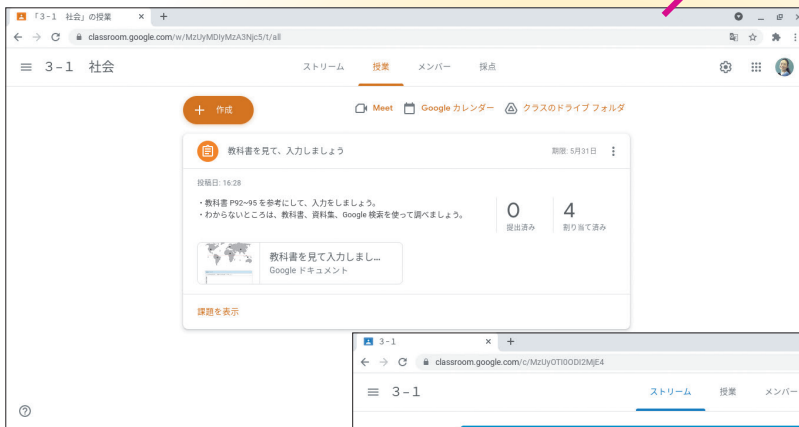 「3-1 社会」の授業
classroom.google.com/w/MzUyMDIyMzA3Njc5/t/all
3-1 社会
ストリーム 授業 メンバー 採点
+ 作成
Meet Google カレンダー クラスのドライブ フォルダ
教科書を見て、入力しましょう
期限: 5月31日
投稿日: 16:28
・教科書 P92~95 を参考にして、入力をしましょう。
・わからないところは、教科書、資料集、Google 検索を使って調べましょう。
0 4
提出済み 割り当て済み
教科書を見て入力しまし...
Google ドキュメント
課題を表示
3-1
classroom.google.com/c/MzUyOTI0ODI2MjE4
3-1
ストリーム 授業 メンバー